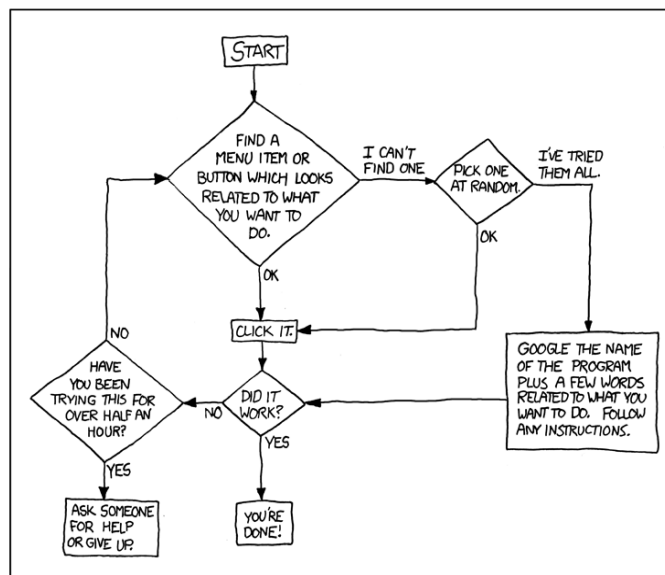 START
FIND A
MENU ITEM OR
BUTTON WHICH LOOKS
RELATED TO WHAT
YOU WANT TO
DO.
I CAN'T
FIND ONE
PICK ONE
AT RANDOM.
I'VE TRIED
THEM ALL.
OK
OK
CLICK IT.
NO
GOOGLE THE NAME
OF THE PROGRAM
PLUS A FEW WORDS
RELATED TO WHAT YOU
WANT TO DO. FOLLOW
ANY INSTRUCTIONS.
HAVE
YOU BEEN
TRYING THIS FOR
OVER HALF AN
HOUR?
DID IT
WORK?
NO
YES
YES
ASK SOMEONE
FOR HELP
OR GIVE UP.
YOU'RE
DONE!